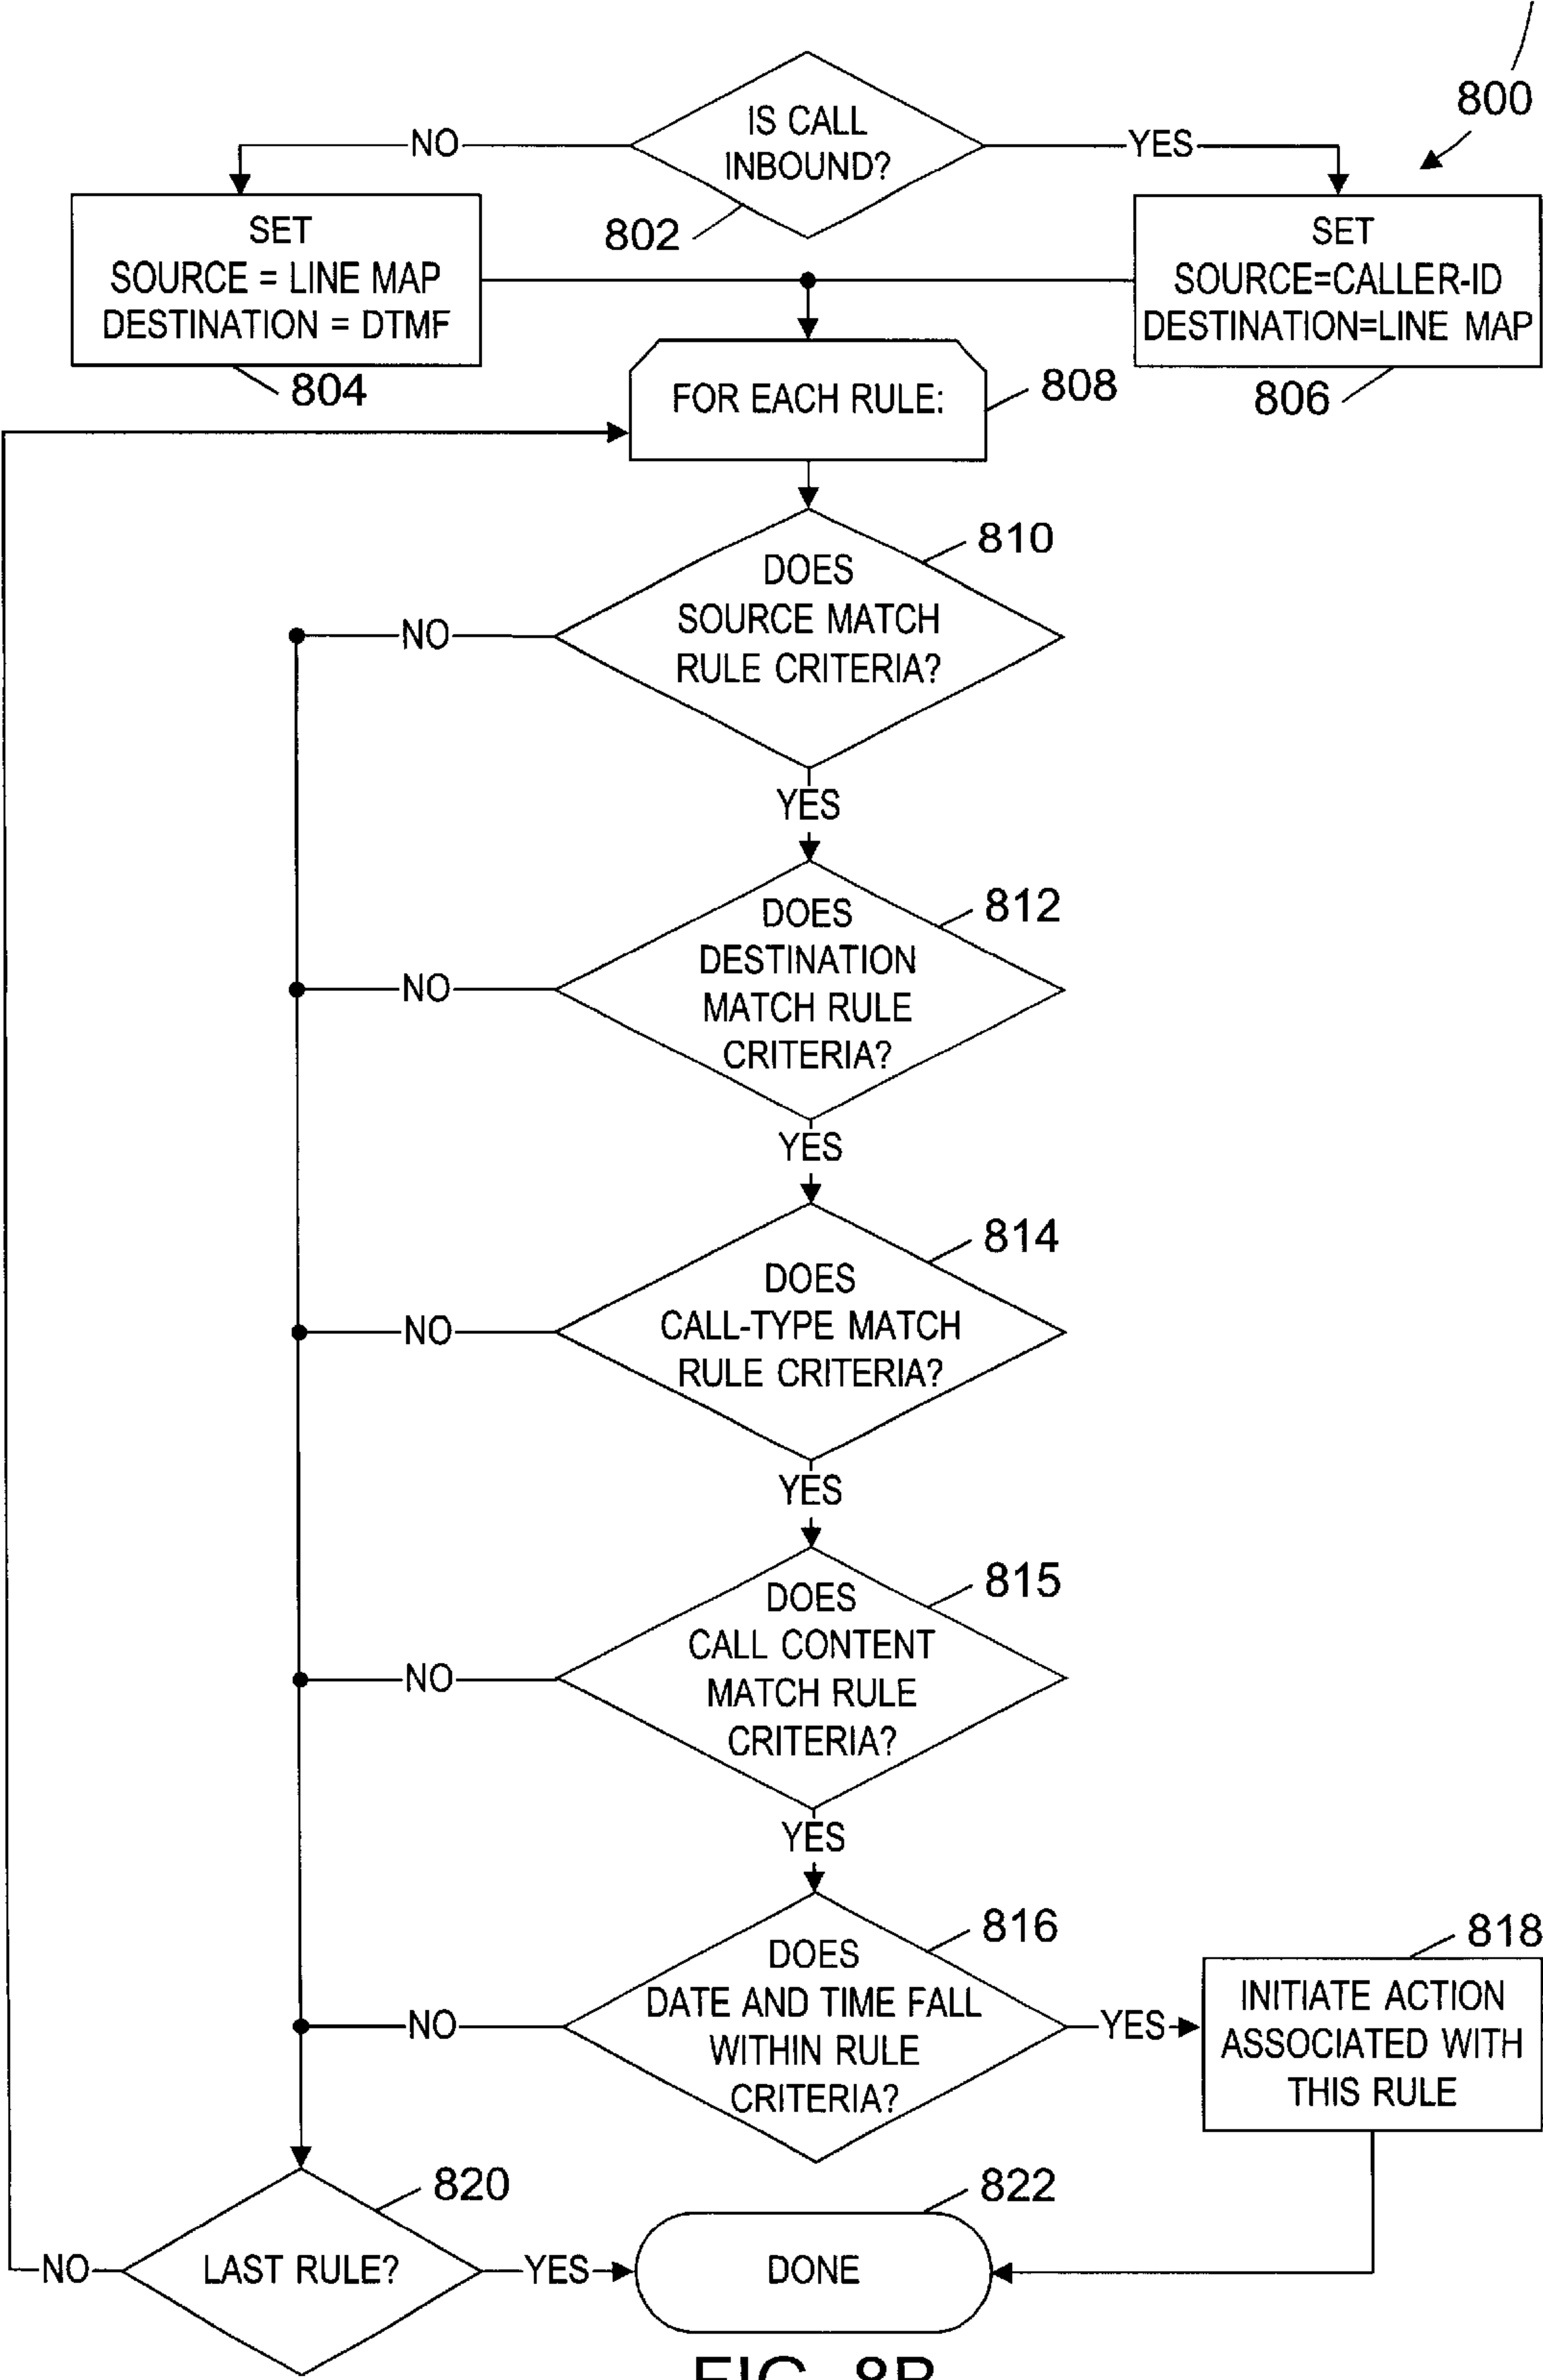 800
IS CALL
INBOUND?
NO
YES
802
SET
SOURCE = LINE MAP
DESTINATION = DTMF
804
SET
SOURCE=CALLER-ID
DESTINATION=LINE MAP
806
FOR EACH RULE:
808
810
DOES
SOURCE MATCH
RULE CRITERIA?
NO
YES
812
DOES
DESTINATION
MATCH RULE
CRITERIA?
NO
YES
814
DOES
CALL-TYPE MATCH
RULE CRITERIA?
NO
YES
815
DOES
CALL CONTENT
MATCH RULE
CRITERIA?
NO
YES
816
DOES
DATE AND TIME FALL
WITHIN RULE
CRITERIA?
NO
YES
818
INITIATE ACTION
ASSOCIATED WITH
THIS RULE
820
LAST RULE?
NO
YES
822
DONE
FIG. 8B